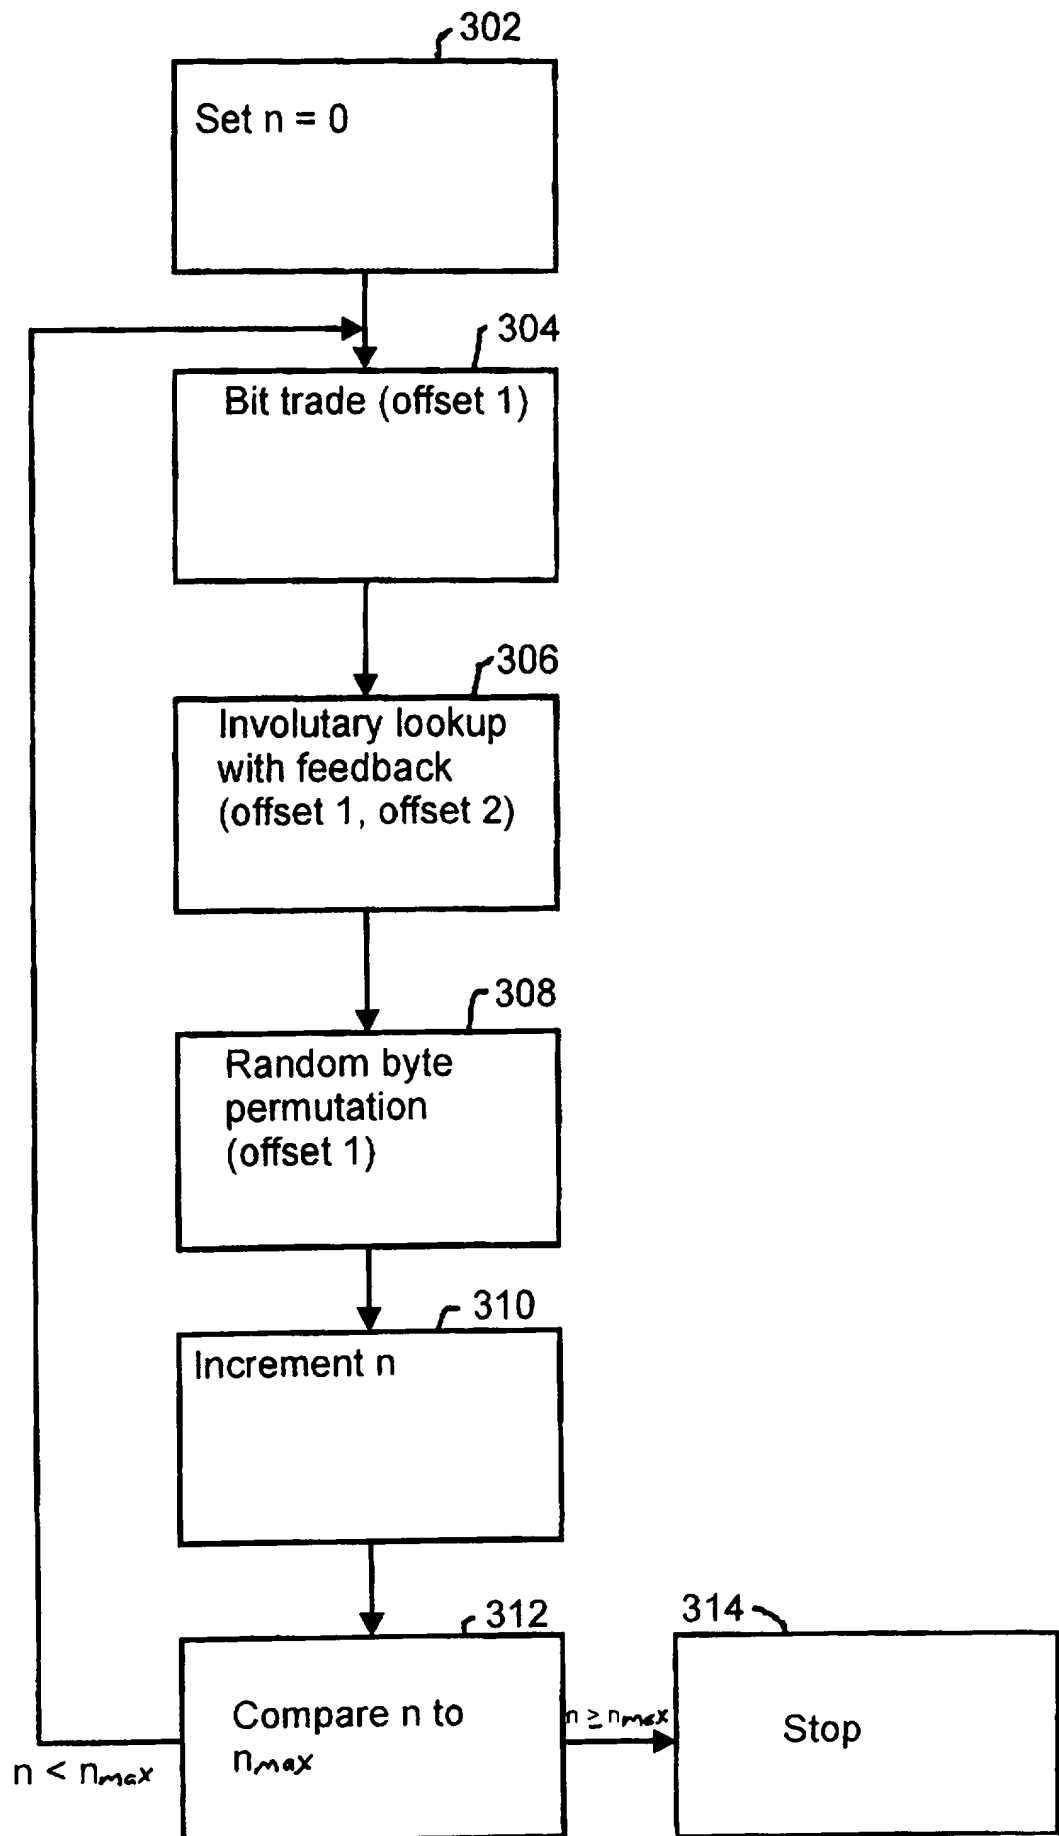 302
Set n = 0
304
Bit trade (offset 1)
306
Involutary lookup
with feedback
(offset 1, offset 2)
308
Random byte
permutation
(offset 1)
310
Increment n
312
Compare n to
nmax
n < nmax
n ≥ nmax
314
Stop